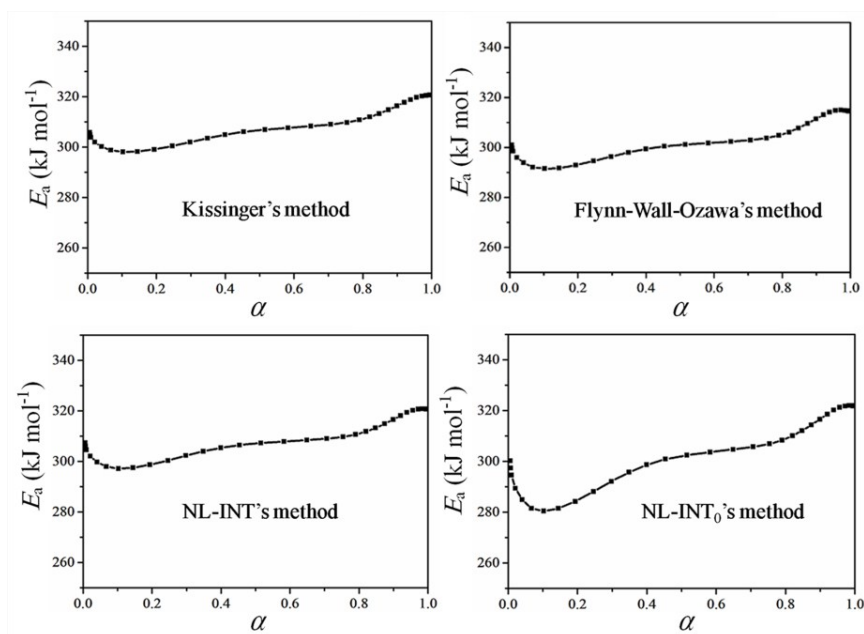 340
320
300
280
260
Eₐ (kJ mol⁻¹)
Kissinger's method
0.0 0.2 0.4 0.6 0.8 1.0
α
340
320
300
280
260
Eₐ (kJ mol⁻¹)
Flynn-Wall-Ozawa's method
0.0 0.2 0.4 0.6 0.8 1.0
α
340
320
300
280
260
Eₐ (kJ mol⁻¹)
NL-INT's method
0.0 0.2 0.4 0.6 0.8 1.0
α
340
320
300
280
260
Eₐ (kJ mol⁻¹)
NL-INT₀'s method
0.0 0.2 0.4 0.6 0.8 1.0
α